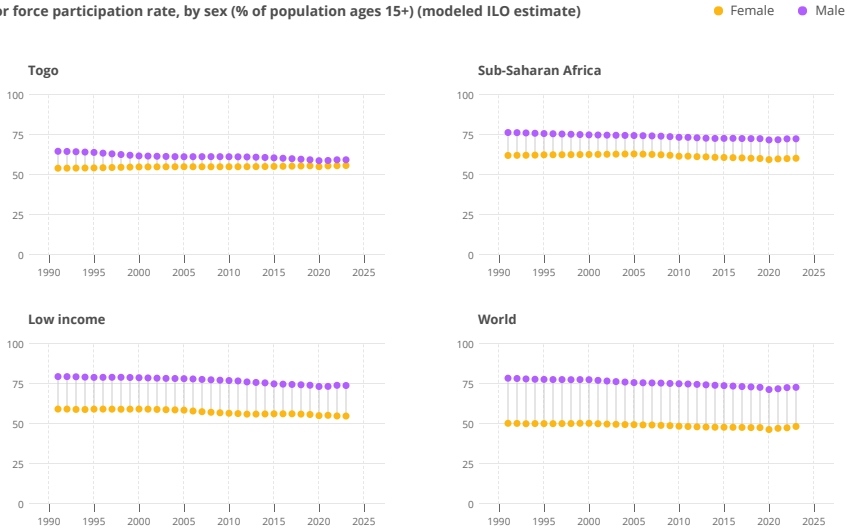 force participation rate, by sex (% of population ages 15+) (modeled ILO estimate)
Female Male
Togo
100
75
50
25
0
1990 1995 2000 2005 2010 2015 2020 2025
Sub-Saharan Africa
100
75
50
25
0
1990 1995 2000 2005 2010 2015 2020 2025
Low income
100
75
50
25
0
1990 1995 2000 2005 2010 2015 2020 2025
World
100
75
50
25
0
1990 1995 2000 2005 2010 2015 2020 2025